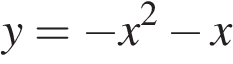 y = −x² − x